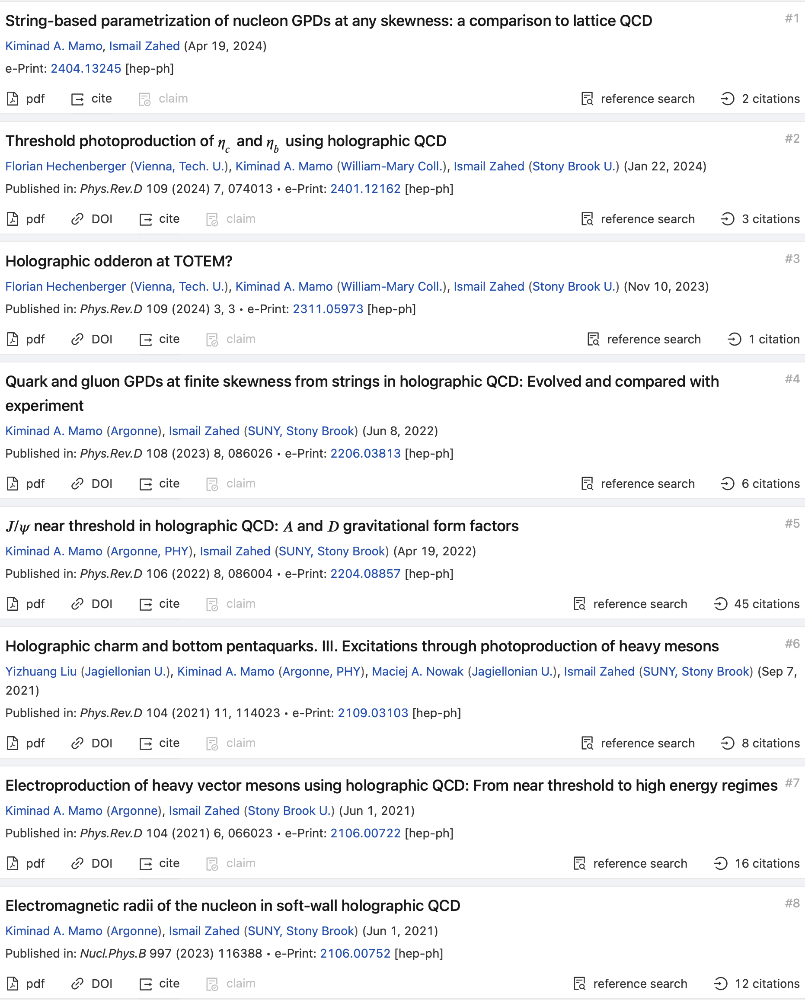 String-based parametrization of nucleon GPDs at any skewness: a comparison to lattice QCD #1
Kiminad A. Mamo, Ismail Zahed (Apr 19, 2024)
e-Print: 2404.13245 [hep-ph]
pdf cite claim reference search 2 citations
Threshold photoproduction of η_c and η_b using holographic QCD #2
Florian Hechenberger (Vienna, Tech. U.), Kiminad A. Mamo (William-Mary Coll.), Ismail Zahed (Stony Brook U.) (Jan 22, 2024)
Published in: Phys.Rev.D 109 (2024) 7, 074013 • e-Print: 2401.12162 [hep-ph]
pdf DOI cite claim reference search 3 citations
Holographic odderon at TOTEM? #3
Florian Hechenberger (Vienna, Tech. U.), Kiminad A. Mamo (William-Mary Coll.), Ismail Zahed (Stony Brook U.) (Nov 10, 2023)
Published in: Phys.Rev.D 109 (2024) 3, 3 • e-Print: 2311.05973 [hep-ph]
pdf DOI cite claim reference search 1 citation
Quark and gluon GPDs at finite skewness from strings in holographic QCD: Evolved and compared with #4
experiment
Kiminad A. Mamo (Argonne), Ismail Zahed (SUNY, Stony Brook) (Jun 8, 2022)
Published in: Phys.Rev.D 108 (2023) 8, 086026 • e-Print: 2206.03813 [hep-ph]
pdf DOI cite claim reference search 6 citations
J/ψ near threshold in holographic QCD: A and D gravitational form factors #5
Kiminad A. Mamo (Argonne, PHY), Ismail Zahed (SUNY, Stony Brook) (Apr 19, 2022)
Published in: Phys.Rev.D 106 (2022) 8, 086004 • e-Print: 2204.08857 [hep-ph]
pdf DOI cite claim reference search 45 citations
Holographic charm and bottom pentaquarks. III. Excitations through photoproduction of heavy mesons #6
Yizhuang Liu (Jagiellonian U.), Kiminad A. Mamo (Argonne, PHY), Maciej A. Nowak (Jagiellonian U.), Ismail Zahed (SUNY, Stony Brook) (Sep 7,
2021)
Published in: Phys.Rev.D 104 (2021) 11, 114023 • e-Print: 2109.03103 [hep-ph]
pdf DOI cite claim reference search 8 citations
Electroproduction of heavy vector mesons using holographic QCD: From near threshold to high energy regimes #7
Kiminad A. Mamo (Argonne), Ismail Zahed (Stony Brook U.) (Jun 1, 2021)
Published in: Phys.Rev.D 104 (2021) 6, 066023 • e-Print: 2106.00722 [hep-ph]
pdf DOI cite claim reference search 16 citations
Electromagnetic radii of the nucleon in soft-wall holographic QCD #8
Kiminad A. Mamo (Argonne), Ismail Zahed (SUNY, Stony Brook) (Jun 1, 2021)
Published in: Nucl.Phys.B 997 (2023) 116388 • e-Print: 2106.00752 [hep-ph]
pdf DOI cite claim reference search 12 citations